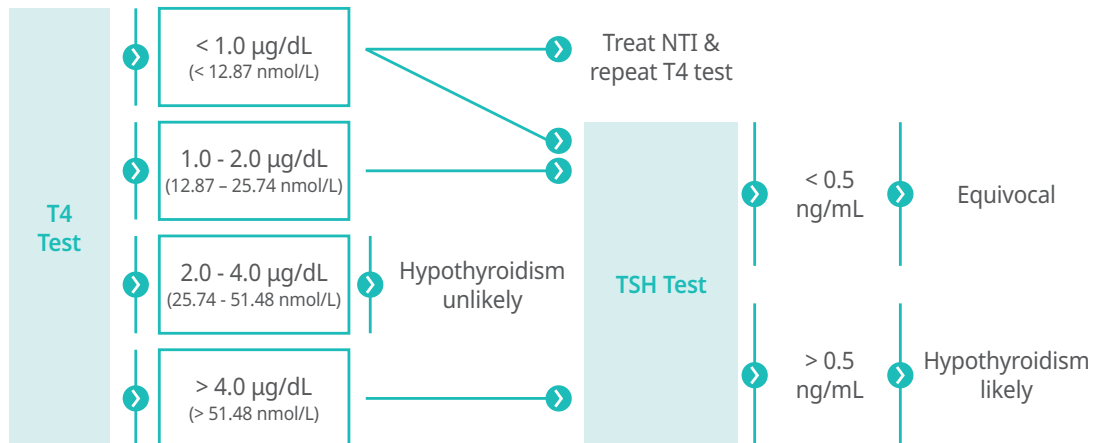 T4
Test
< 1.0 µg/dL
(< 12.87 nmol/L)
1.0 - 2.0 µg/dL
(12.87 – 25.74 nmol/L)
2.0 - 4.0 µg/dL
(25.74 - 51.48 nmol/L)
> 4.0 µg/dL
(> 51.48 nmol/L)
Treat NTI &
repeat T4 test
Hypothyroidism
unlikely
TSH Test
< 0.5
ng/mL
Equivocal
> 0.5
ng/mL
Hypothyroidism
likely